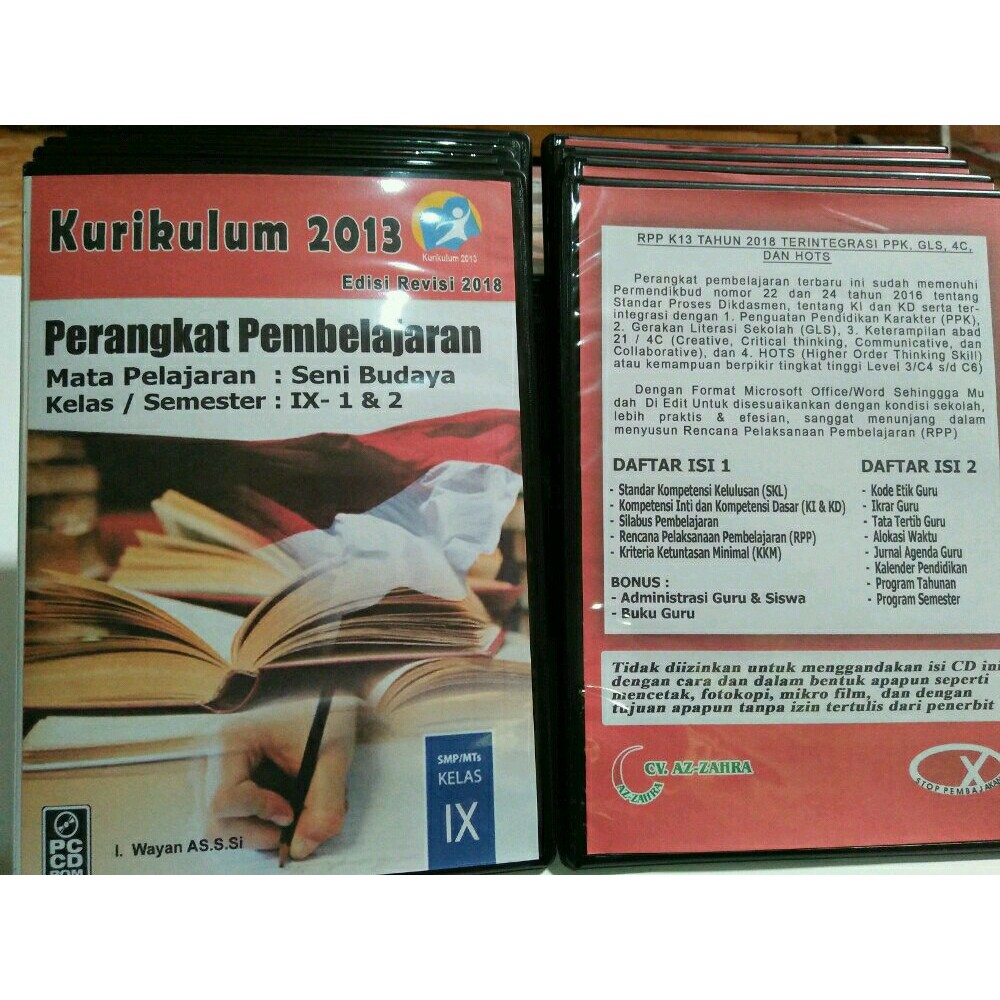 Kurikulum 2013
Kurikulum 2013
Edisi Revisi 2018
Perangkat Pembelajaran
Mata Pelajaran : Seni Budaya
Kelas / Semester : IX- 1 & 2
SMP/MTs
KELAS
IX
I. Wayan AS.S.Si
PC
CD
ROM
RPP K13 TAHUN 2018 TERINTEGRASI PPK, GLS, 4C,
DAN HOTS
Perangkat pembelajaran terbaru ini sudah memenuhi
Permendikbud nomor 22 dan 24 tahun 2016 tentang
Standar Proses Dikdasmen, tentang KI dan KD serta ter-
integrasi dengan 1. Penguatan Pendidikan Karakter (PPK),
2. Gerakan Literasi Sekolah (GLS), 3. Keterampilan abad
21 / 4C (Creative, Critical thinking, Communicative, dan
Collaborative), dan 4. HOTS (Higher Order Thinking Skill)
atau kemampuan berpikir tingkat tinggi Level 3/C4 s/d C6)
Dengan Format Microsoft Office/Word Sehinggga Mu
dah Di Edit Untuk disesuaikankan dengan kondisi sekolah,
lebih praktis & efesian, sanggat menunjang dalam
menyusun Rencana Pelaksanaan Pembelajaran (RPP)
DAFTAR ISI 1
- Standar Kompetensi Kelulusan (SKL)
- Kompetensi Inti dan Kompetensi Dasar (KI & KD)
- Silabus Pembelajaran
- Rencana Pelaksanaan Pembelajaran (RPP)
- Kriteria Ketuntasan Minimal (KKM)
BONUS :
- Administrasi Guru & Siswa
- Buku Guru
DAFTAR ISI 2
- Kode Etik Guru
- Ikrar Guru
- Tata Tertib Guru
- Alokasi Waktu
- Jurnal Agenda Guru
- Kalender Pendidikan
- Program Tahunan
- Program Semester
Tidak diizinkan untuk menggandakan isi CD ini
dengan cara dan dalam bentuk apapun seperti
mencetak, fotokopi, mikro film, dan dengan
tujuan apapun tanpa izin tertulis dari penerbit
CV. AZ-ZAHRA
AZ-ZAHRA
X
STOP PEMBAJAKAN